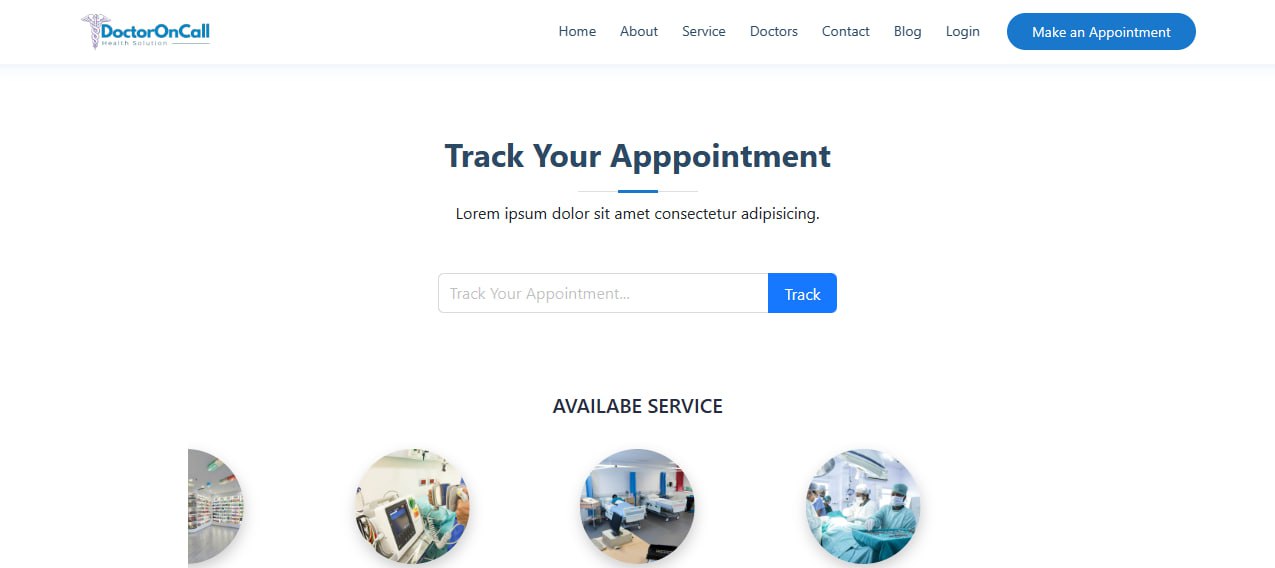 DoctorOnCall
Health Solution
Home About Service Doctors Contact Blog Login Make an Appointment
Track Your Apppointment
Lorem ipsum dolor sit amet consectetur adipisicing.
Track Your Appointment... Track
AVAILABE SERVICE